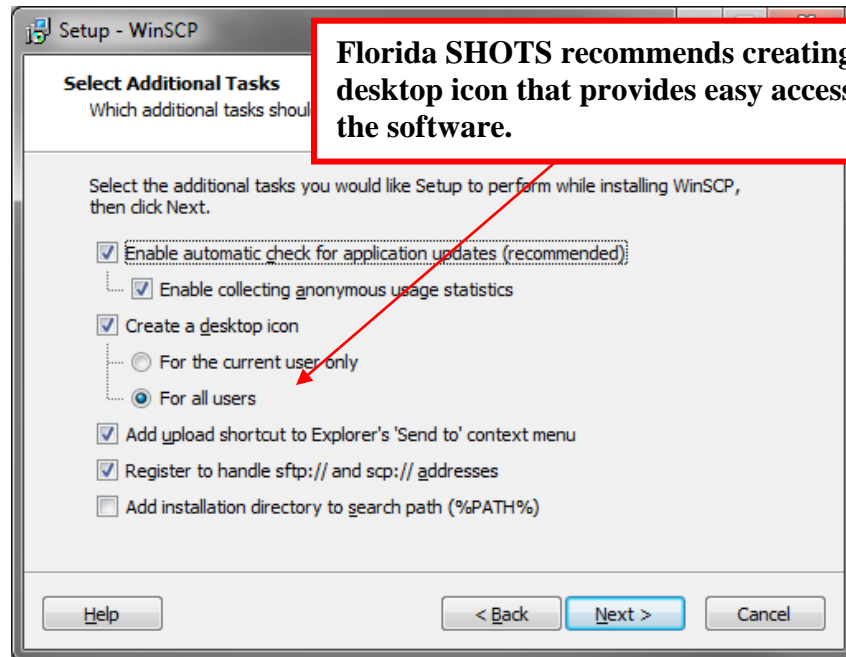 Setup - WinSCP
Florida SHOTS recommends creating
desktop icon that provides easy access
the software.
Select Additional Tasks
Which additional tasks shoul
Select the additional tasks you would like Setup to perform while installing WinSCP,
then click Next.
Enable automatic check for application updates (recommended)
Enable collecting anonymous usage statistics
Create a desktop icon
For the current user only
For all users
Add upload shortcut to Explorer's 'Send to' context menu
Register to handle sftp:// and scp:// addresses
Add installation directory to search path (%PATH%)
Help
< Back
Next >
Cancel